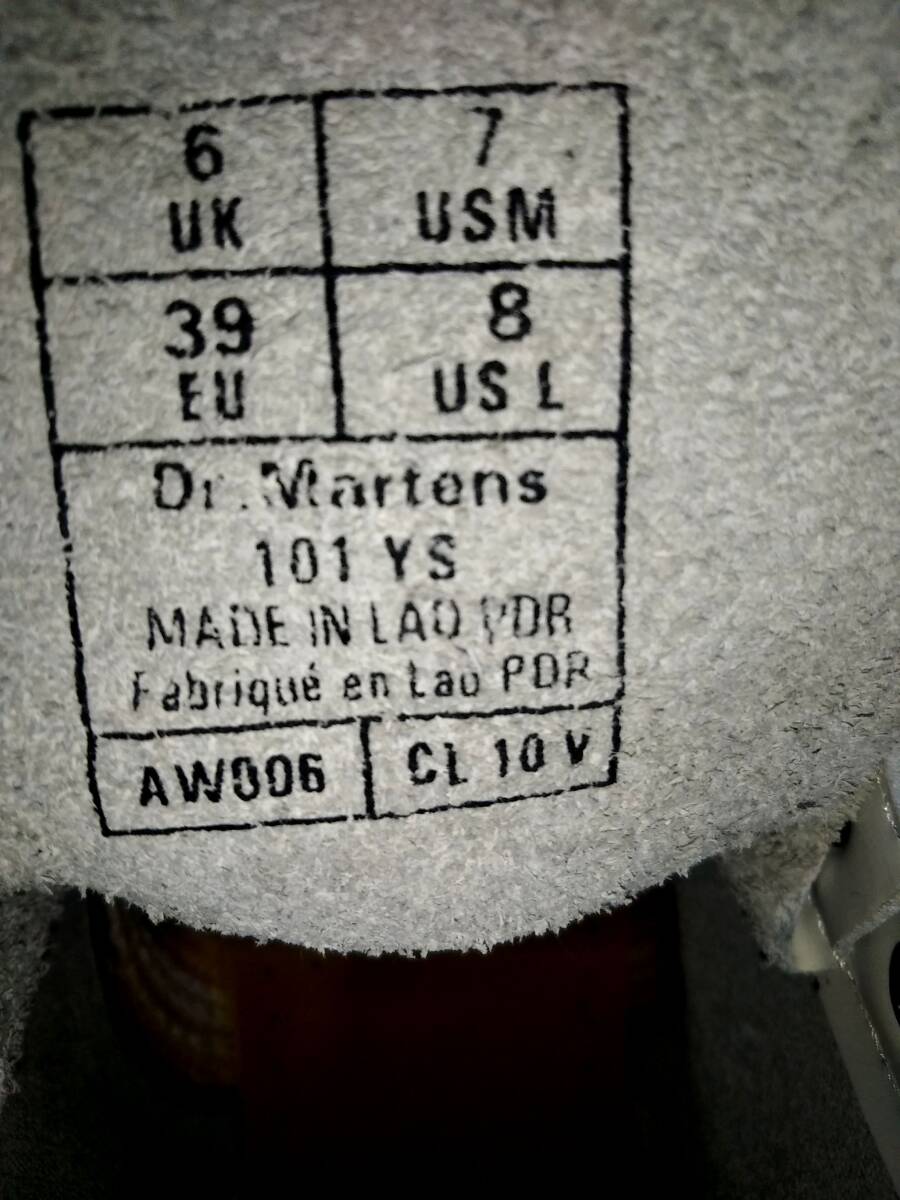 6
UK
7
USM
39
EU
8
US L
Dr. Martens
101 YS
MADE IN LAO PDR
Fabriqué en Lao PDR
AW006
CL 10 V